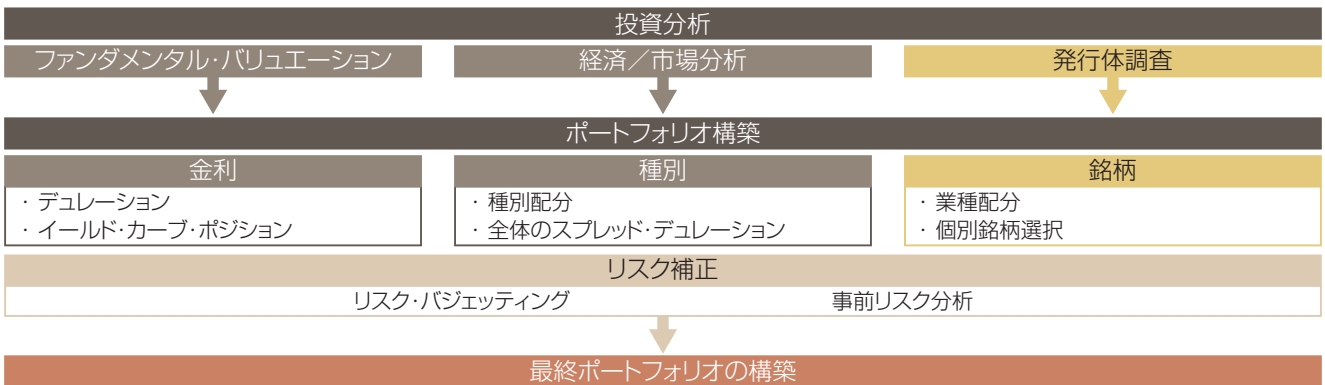 投資分析
ファンダメンタル・バリュエーション
経済／市場分析
発行体調査
ポートフォリオ構築
金利
・デュレーション
・イールド・カーブ・ポジション
種別
・種別配分
・全体のスプレッド・デュレーション
銘柄
・業種配分
・個別銘柄選択
リスク補正
リスク・バジェッティング
事前リスク分析
最終ポートフォリオの構築